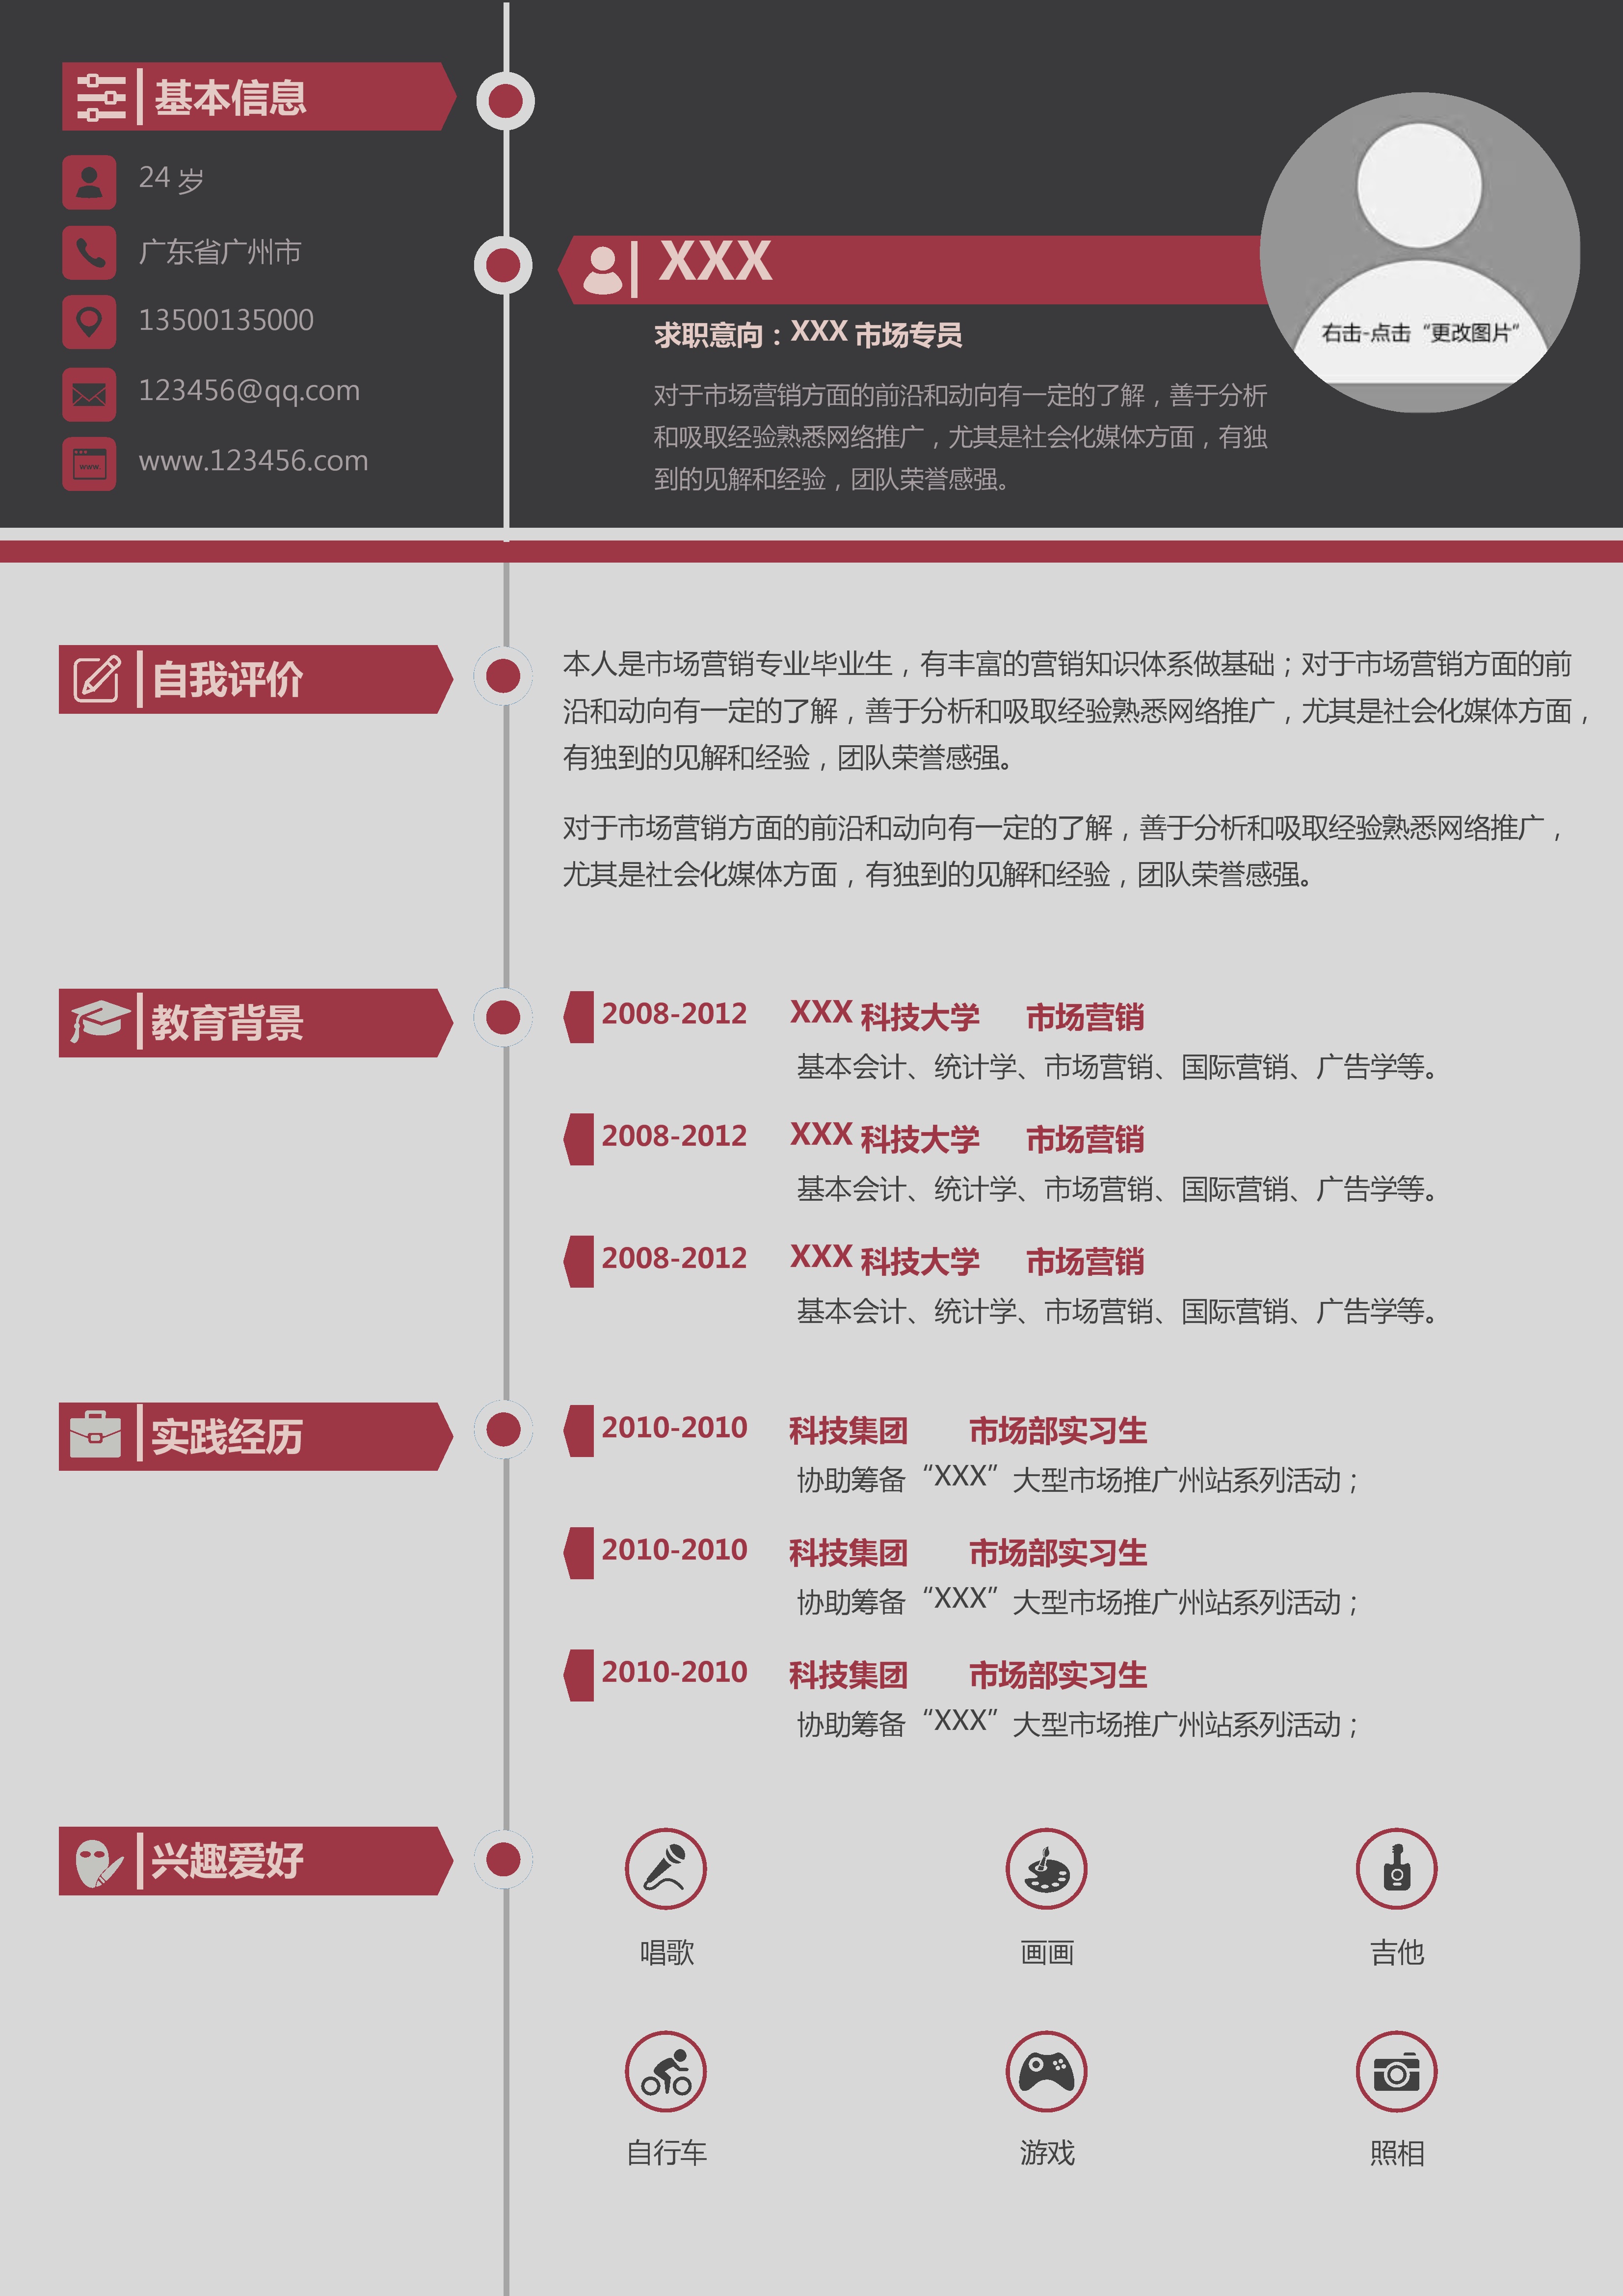 基本信息
24 岁
广东省广州市
13500135000
123456@qq.com
www.
www.123456.com
XXX
求职意向：XXX 市场专员
对于市场营销方面的前沿和动向有一定的了解，善于分析
和吸取经验熟悉网络推广，尤其是社会化媒体方面，有独
到的见解和经验，团队荣誉感强。
右击-点击“更改图片”
自我评价
本人是市场营销专业毕业生，有丰富的营销知识体系做基础；对于市场营销方面的前
沿和动向有一定的了解，善于分析和吸取经验熟悉网络推广，尤其是社会化媒体方面，
有独到的见解和经验，团队荣誉感强。
对于市场营销方面的前沿和动向有一定的了解，善于分析和吸取经验熟悉网络推广，
尤其是社会化媒体方面，有独到的见解和经验，团队荣誉感强。
教育背景
2008-2012 XXX 科技大学 市场营销
基本会计、统计学、市场营销、国际营销、广告学等。
2008-2012 XXX 科技大学 市场营销
基本会计、统计学、市场营销、国际营销、广告学等。
2008-2012 XXX 科技大学 市场营销
基本会计、统计学、市场营销、国际营销、广告学等。
实践经历
2010-2010 科技集团 市场部实习生
协助筹备“XXX”大型市场推广州站系列活动；
2010-2010 科技集团 市场部实习生
协助筹备“XXX”大型市场推广州站系列活动；
2010-2010 科技集团 市场部实习生
协助筹备“XXX”大型市场推广州站系列活动；
兴趣爱好
唱歌 画画 吉他
自行车 游戏 照相